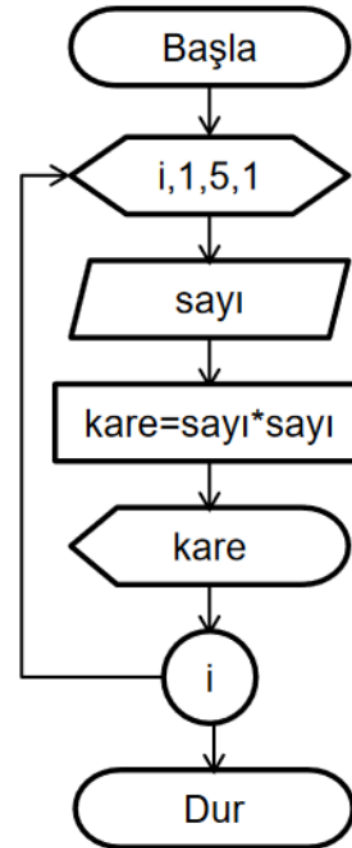 Başla
i,1,5,1
sayı
kare=sayı*sayı
kare
i
Dur